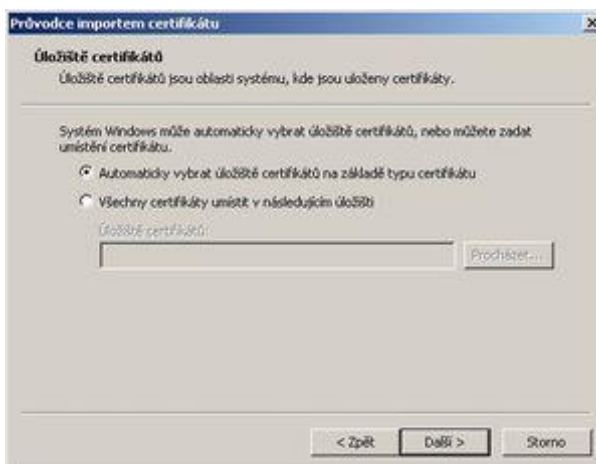 Průvodce importem certifikátu
Úložiště certifikátů
Úložiště certifikátů jsou oblasti systému, kde jsou uloženy certifikáty.
Systém Windows může automaticky vybrat úložiště certifikátů, nebo můžete zadat
umístění certifikátu.
Automaticky vybrat úložiště certifikátů na základě typu certifikátu
Všechny certifikáty umístit v následujícím úložišti
Úložiště certifikátů:
Procházet...
< Zpět
Další >
Storno